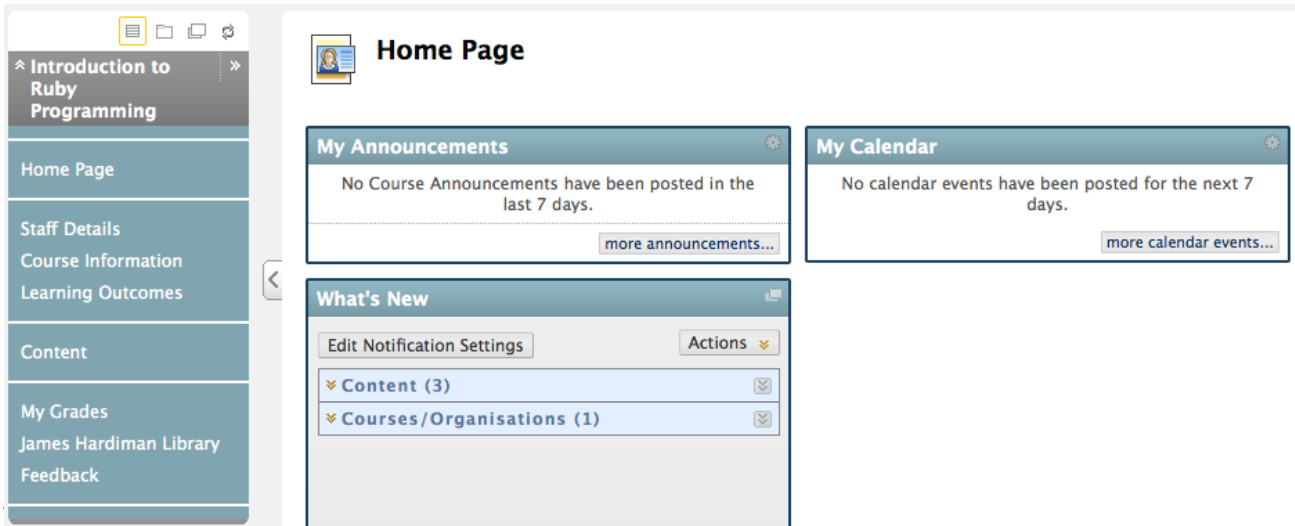 Introduction to
Ruby
Programming
Home Page
Staff Details
Course Information
Learning Outcomes
Content
My Grades
James Hardiman Library
Feedback
Home Page
My Announcements
No Course Announcements have been posted in the
last 7 days.
more announcements...
My Calendar
No calendar events have been posted for the next 7
days.
more calendar events...
What's New
Edit Notification Settings
Actions
Content (3)
Courses/Organisations (1)